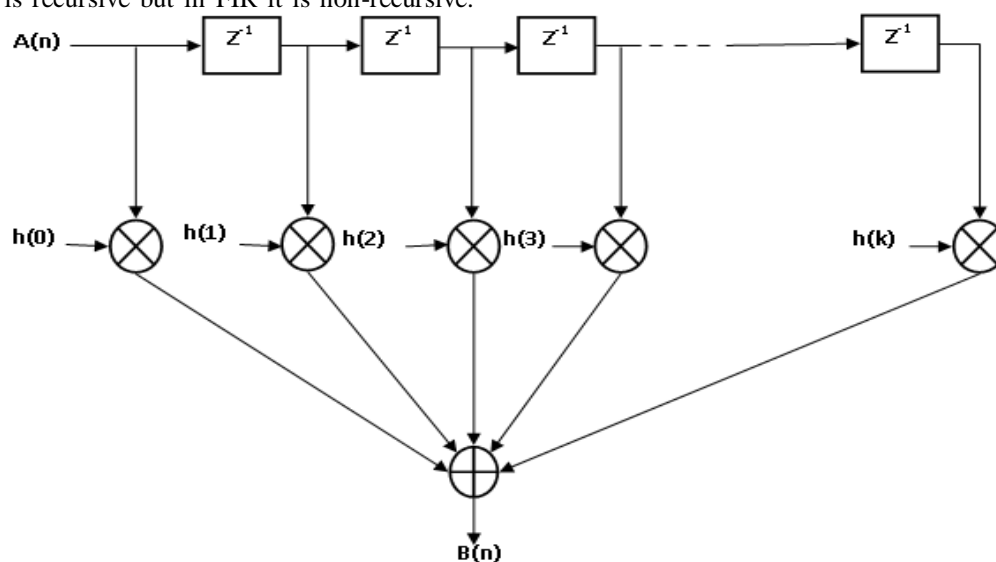 is recursive but in FIR it is non-recursive.
A(n) Z-1 Z-1 Z-1 Z-1
h(0) h(1) h(2) h(3) h(k)
B(n)